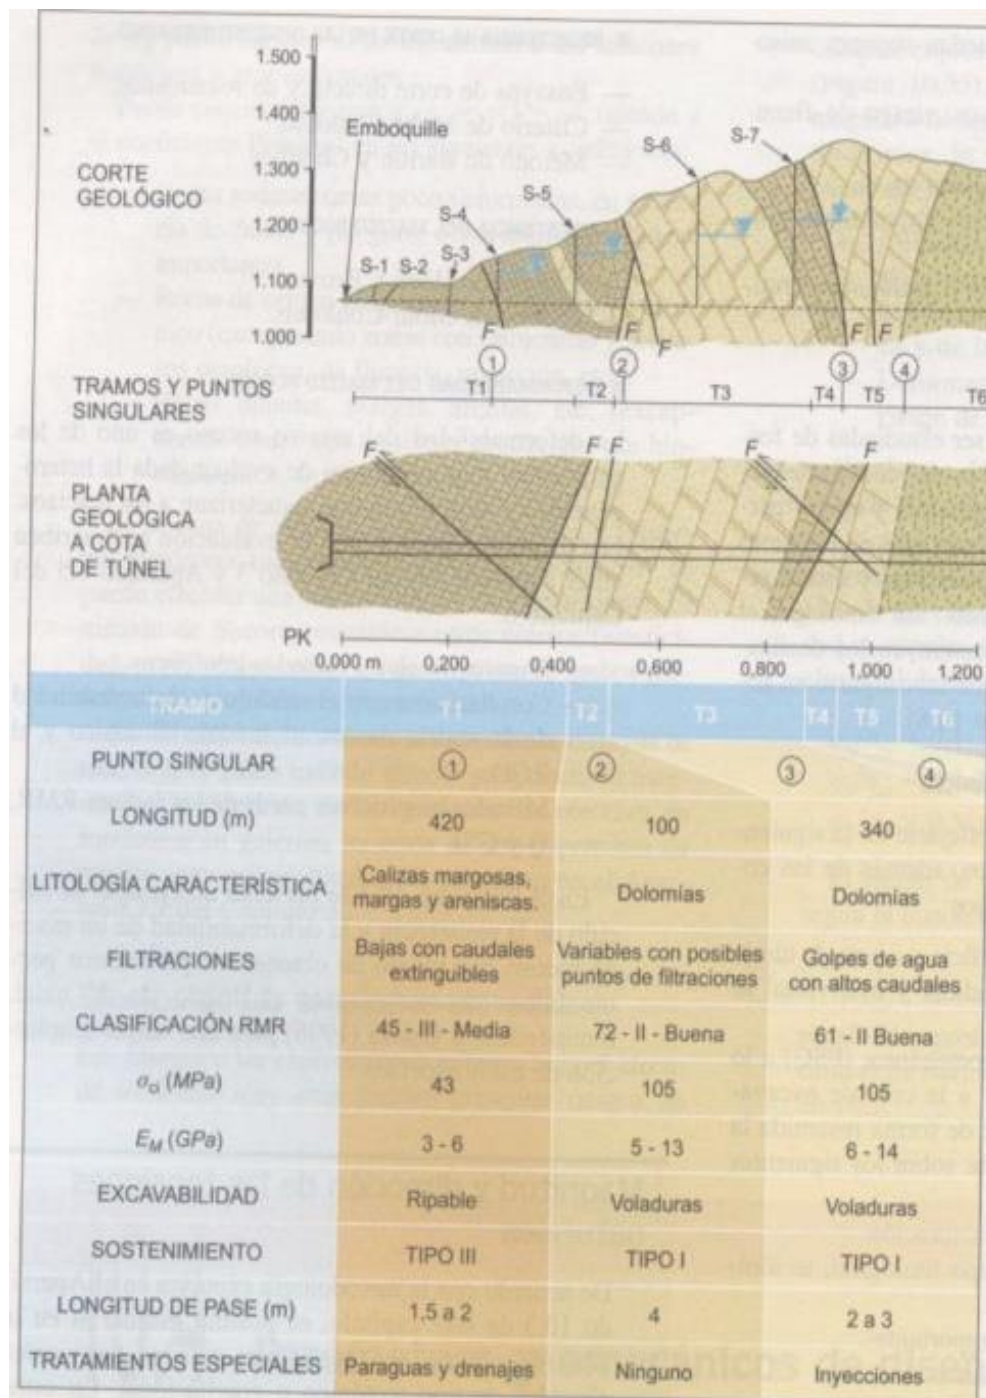 1.500
1.400
Emboquille
S-7
S-6
1.300
CORTE
GEOLÓGICO
S-5
1.200
S-4
S-3
S-1 S-2
1.100
1.000
F F F F F
1 2 3 4
TRAMOS Y PUNTOS
SINGULARES
T1 T2 T3 T4 T5 T6
F F F F F
PLANTA
GEOLÓGICA
A COTA
DE TÚNEL
PK
0,000 m 0,200 0,400 0,600 0,800 1,000 1,200
TRAMO T1 T2 T3 T4 T5 T6
PUNTO SINGULAR 1 2 3 4
LONGITUD (m) 420 100 340
LITOLOGÍA CARACTERÍSTICA Calizas margosas, margas y areniscas. Dolomías Dolomías
FILTRACIONES Bajas con caudales extinguibles Variables con posibles puntos de filtraciones Golpes de agua con altos caudales
CLASIFICACIÓN RMR 45 - III - Media 72 - II - Buena 61 - II Buena
σci (MPa) 43 105 105
EM (GPa) 3 - 6 5 - 13 6 - 14
EXCAVABILIDAD Ripable Voladuras Voladuras
SOSTENIMIENTO TIPO III TIPO I TIPO I
LONGITUD DE PASE (m) 1,5 a 2 4 2 a 3
TRATAMIENTOS ESPECIALES Paraguas y drenajes Ninguno Inyecciones